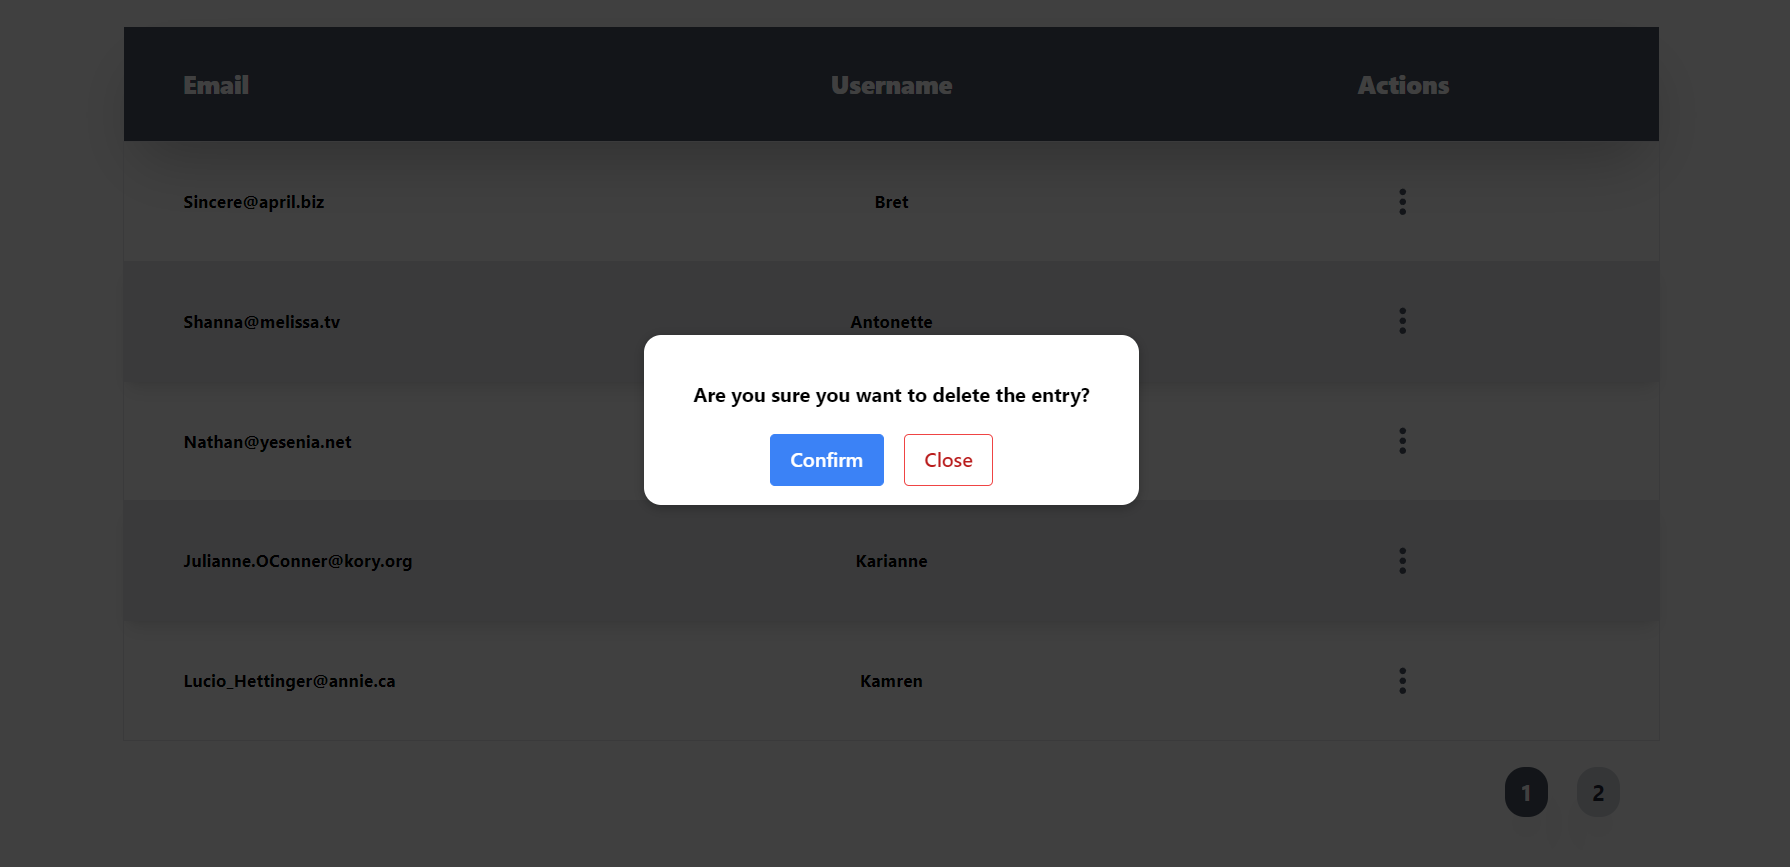 Email Username Actions
Sincere@april.biz Bret
Shanna@melissa.tv Antonette
Are you sure you want to delete the entry?
Nathan@yesenia.net
Confirm Close
Julianne.OConner@kory.org Karianne
Lucio_Hettinger@annie.ca Kamren
1 2